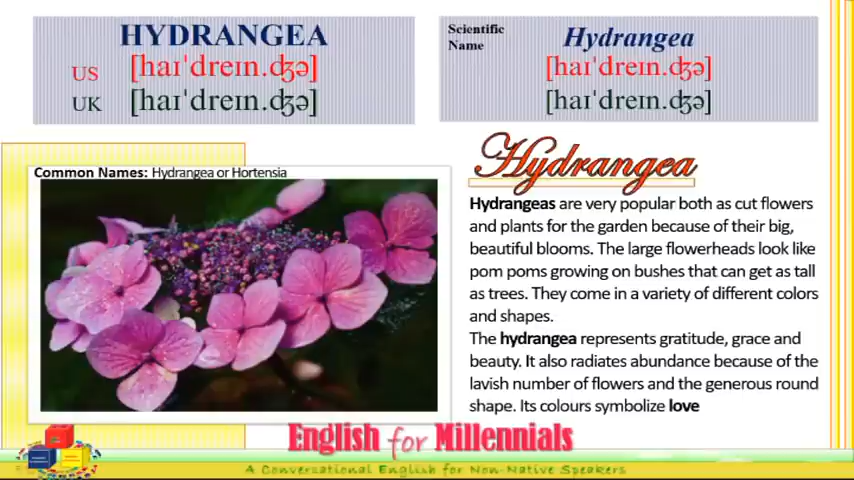 HYDRANGEA
US [haɪˈdreɪn.ʤə]
UK [haɪˈdreɪn.ʤə]
Scientific
Name
Hydrangea
[haɪˈdreɪn.ʤə]
[haɪˈdreɪn.ʤə]
Common Names: Hydrangea or Hortensia
Hydrangea
Hydrangeas are very popular both as cut flowers
and plants for the garden because of their big,
beautiful blooms. The large flowerheads look like
pom poms growing on bushes that can get as tall
as trees. They come in a variety of different colors
and shapes.
The hydrangea represents gratitude, grace and
beauty. It also radiates abundance because of the
lavish number of flowers and the generous round
shape. Its colours symbolize love
English for Millennials
A Conversational English for Non-Native Speakers